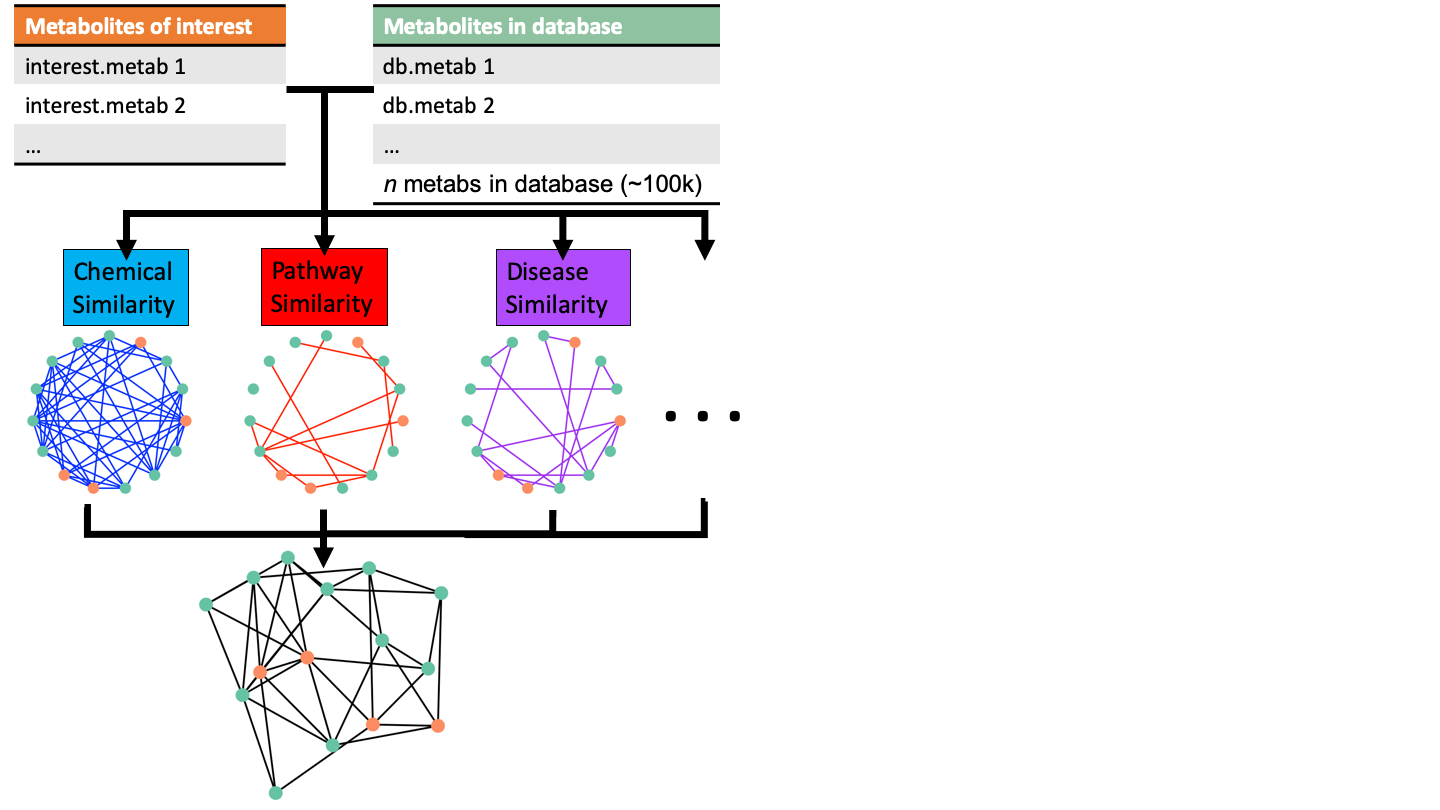 Metabolites of interest
interest.metab 1
interest.metab 2
...
Metabolites in database
db.metab 1
db.metab 2
...
n metabs in database (~100k)
Chemical
Similarity
Pathway
Similarity
Disease
Similarity
...